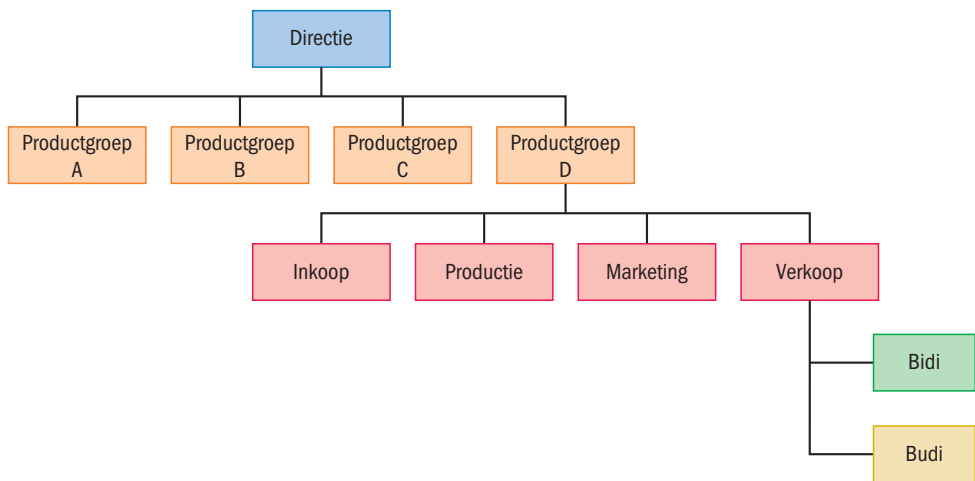 Directie
Productgroep
A
Productgroep
B
Productgroep
C
Productgroep
D
Inkoop
Productie
Marketing
Verkoop
Bidi
Budi